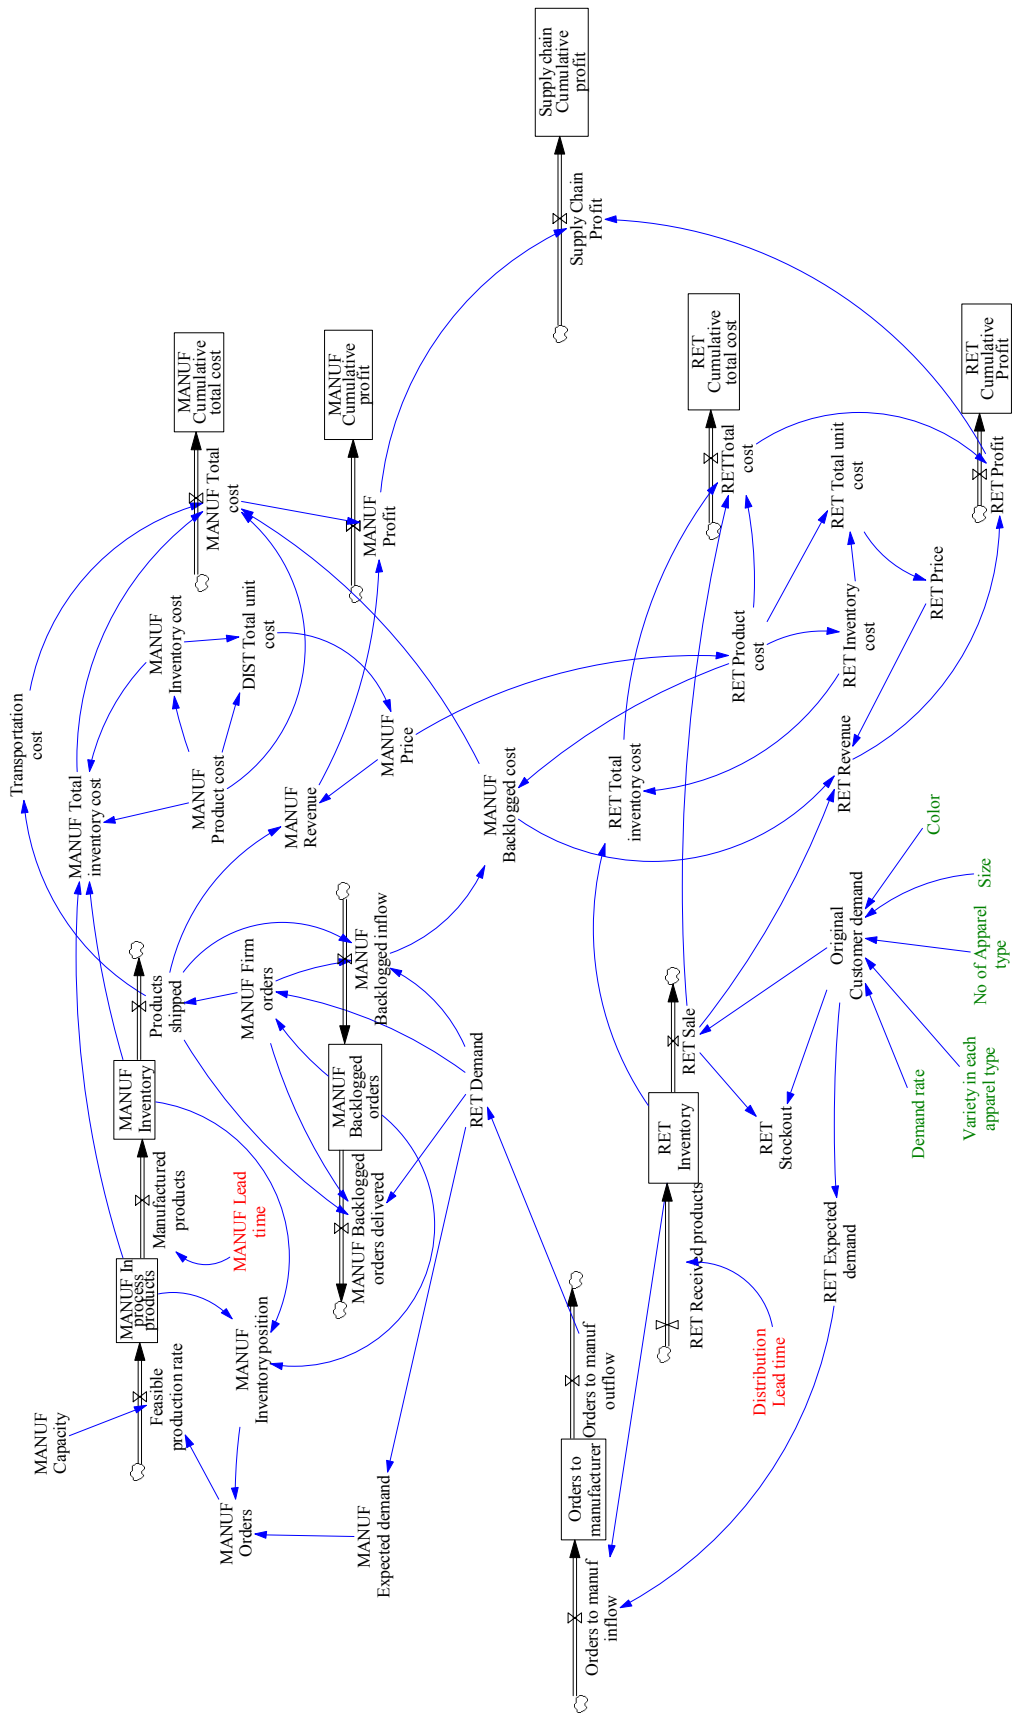 MANUF
Capacity
Feasible
production rate
MANUF In
process
products
Manufactured
products
MANUF Lead
time
MANUF
Inventory
Products
shipped
Transportation
cost
MANUF Total
inventory cost
MANUF
Inventory cost
MANUF
Product cost
DIST Total unit
cost
MANUF Total
cost
MANUF
Cumulative
total cost
MANUF
Orders
MANUF
Inventory position
MANUF
Expected demand
MANUF Firm
orders
MANUF Backlogged
orders delivered
MANUF
Backlogged
orders
MANUF
Backlogged inflow
MANUF
Revenue
MANUF
Price
MANUF
Profit
MANUF
Cumulative
profit
RET Demand
MANUF
Backlogged cost
Supply Chain
Profit
Supply chain
Cumulative
profit
Orders to manuf
inflow
Orders to
manufacturer
Orders to manuf
outflow
RET Received products
Distribution
Lead time
RET
Inventory
RET Sale
RET Total
inventory cost
RET Product
cost
RETTotal
cost
RET
Cumulative
total cost
RET
Stockout
RET Expected
demand
Original
Customer demand
RET Revenue
RET Inventory
cost
RET Total unit
cost
RET Price
RET Profit
RET
Cumulative
Profit
Demand rate
Variety in each
apparel type
No of Apparel
type
Size
Color